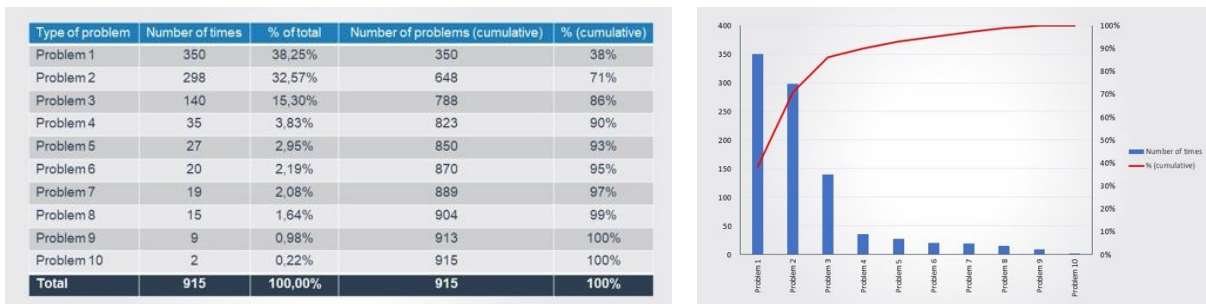 Type of problem Number of times % of total Number of problems (cumulative) % (cumulative)
Problem 1 350 38,25% 350 38%
Problem 2 298 32,57% 648 71%
Problem 3 140 15,30% 788 86%
Problem 4 35 3,83% 823 90%
Problem 5 27 2,95% 850 93%
Problem 6 20 2,19% 870 95%
Problem 7 19 2,08% 889 97%
Problem 8 15 1,64% 904 99%
Problem 9 9 0,98% 913 100%
Problem 10 2 0,22% 915 100%
Total 915 100,00% 915 100%
400 100%
350 90%
300 80%
250 70%
200 60%
150 50%
100 40%
50 30%
0 20%
10%
0%
Number of times
% (cumulative)
Problem 1
Problem 2
Problem 3
Problem 4
Problem 5
Problem 6
Problem 7
Problem 8
Problem 9
Problem 10